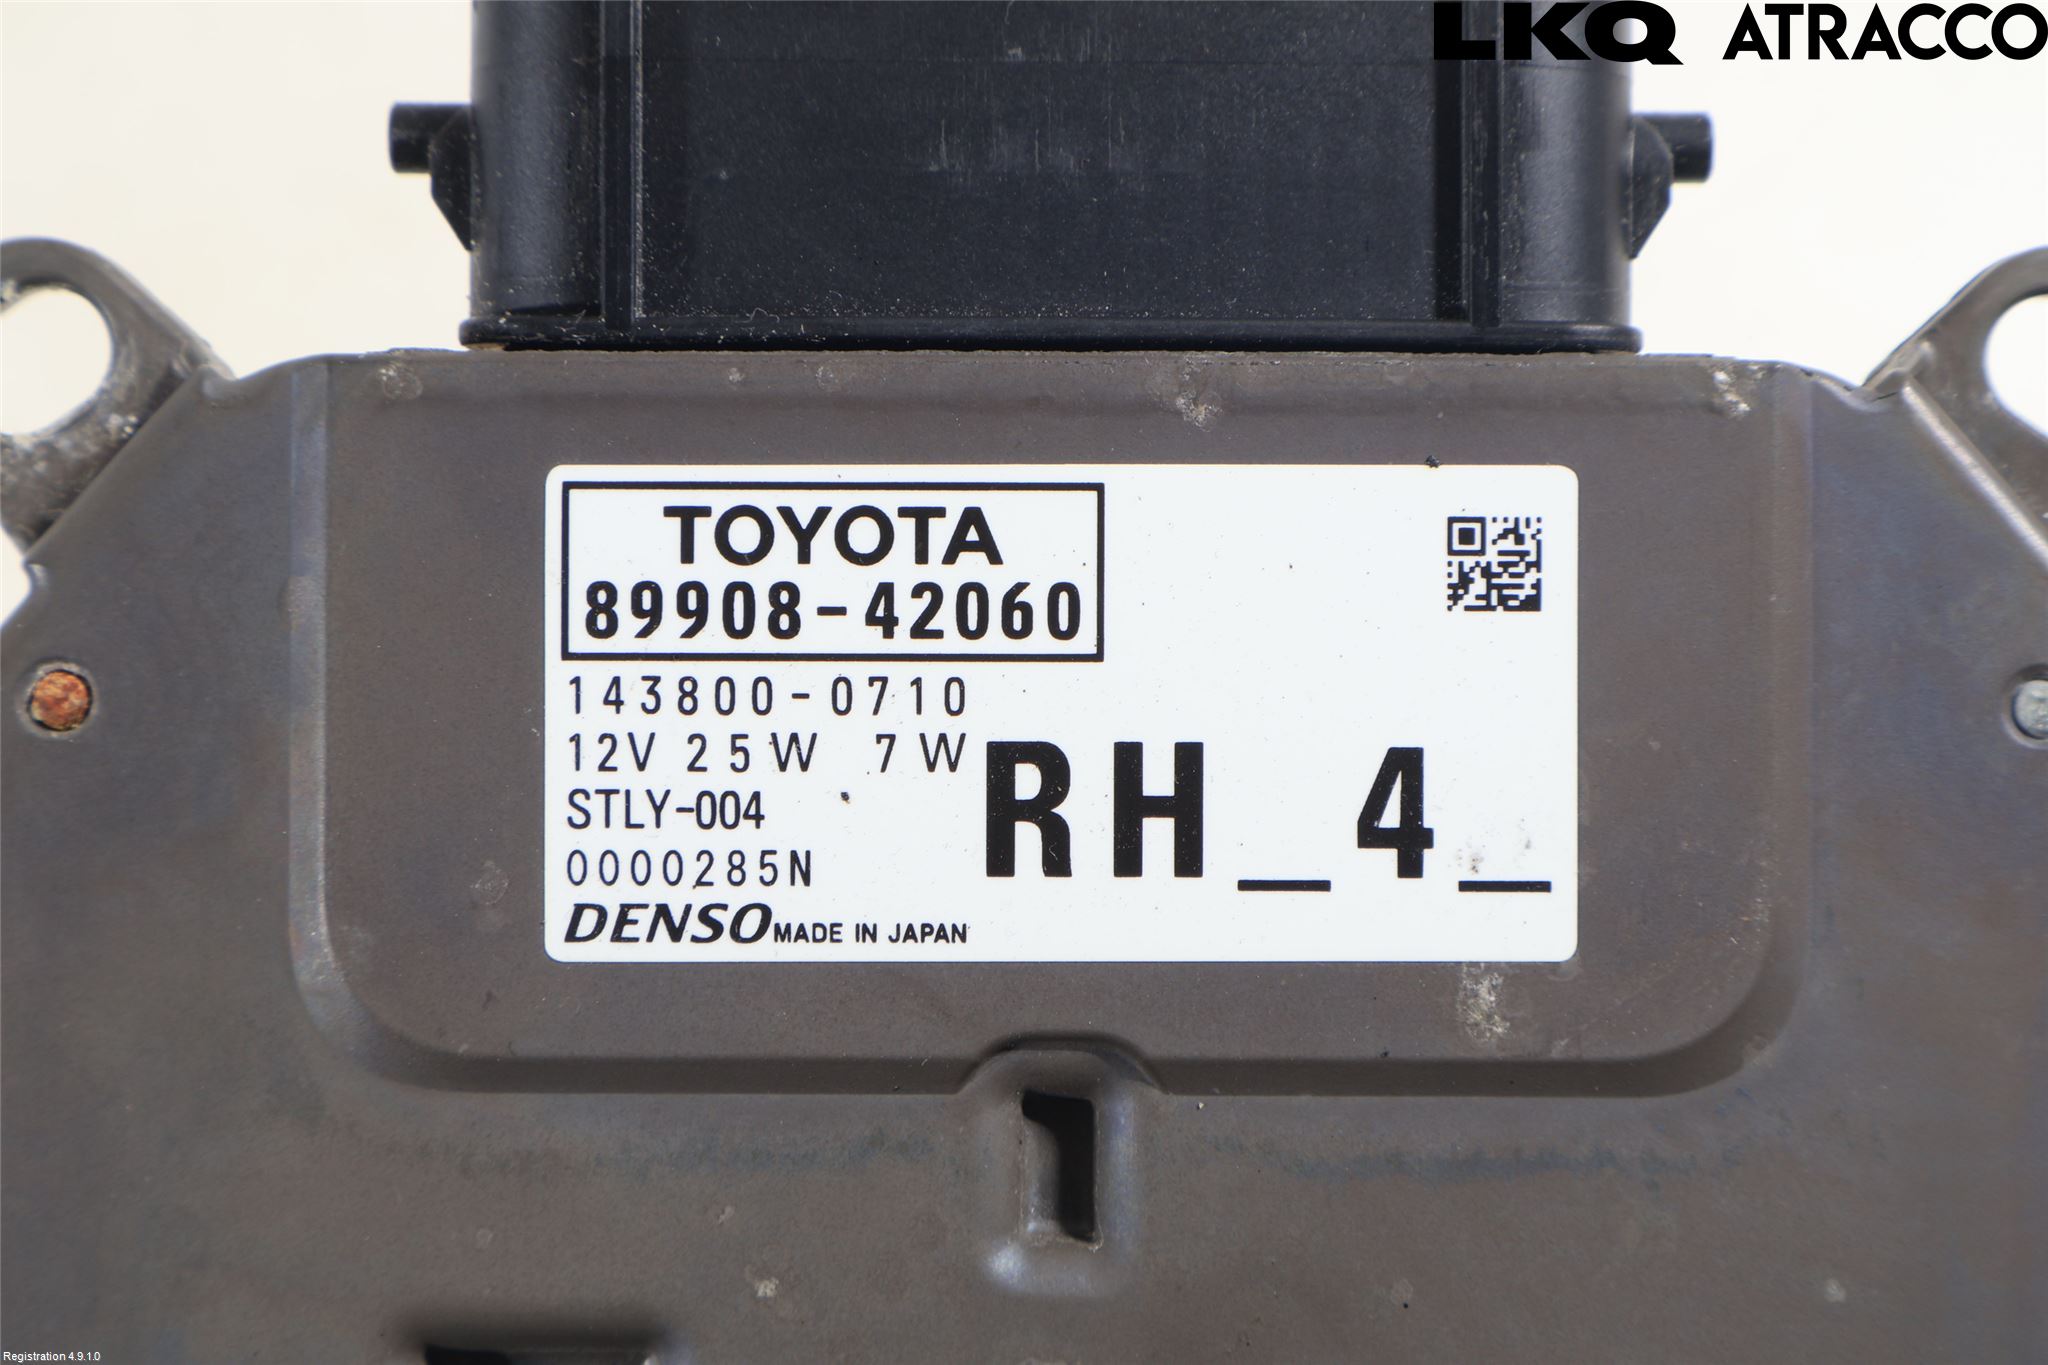 LKQ ATRACCO
TOYOTA
89908-42060
143800-0710
12V 25W 7W
STLY-004
0000285N
RH_4_
DENSO MADE IN JAPAN
Registration 4.9.1.0